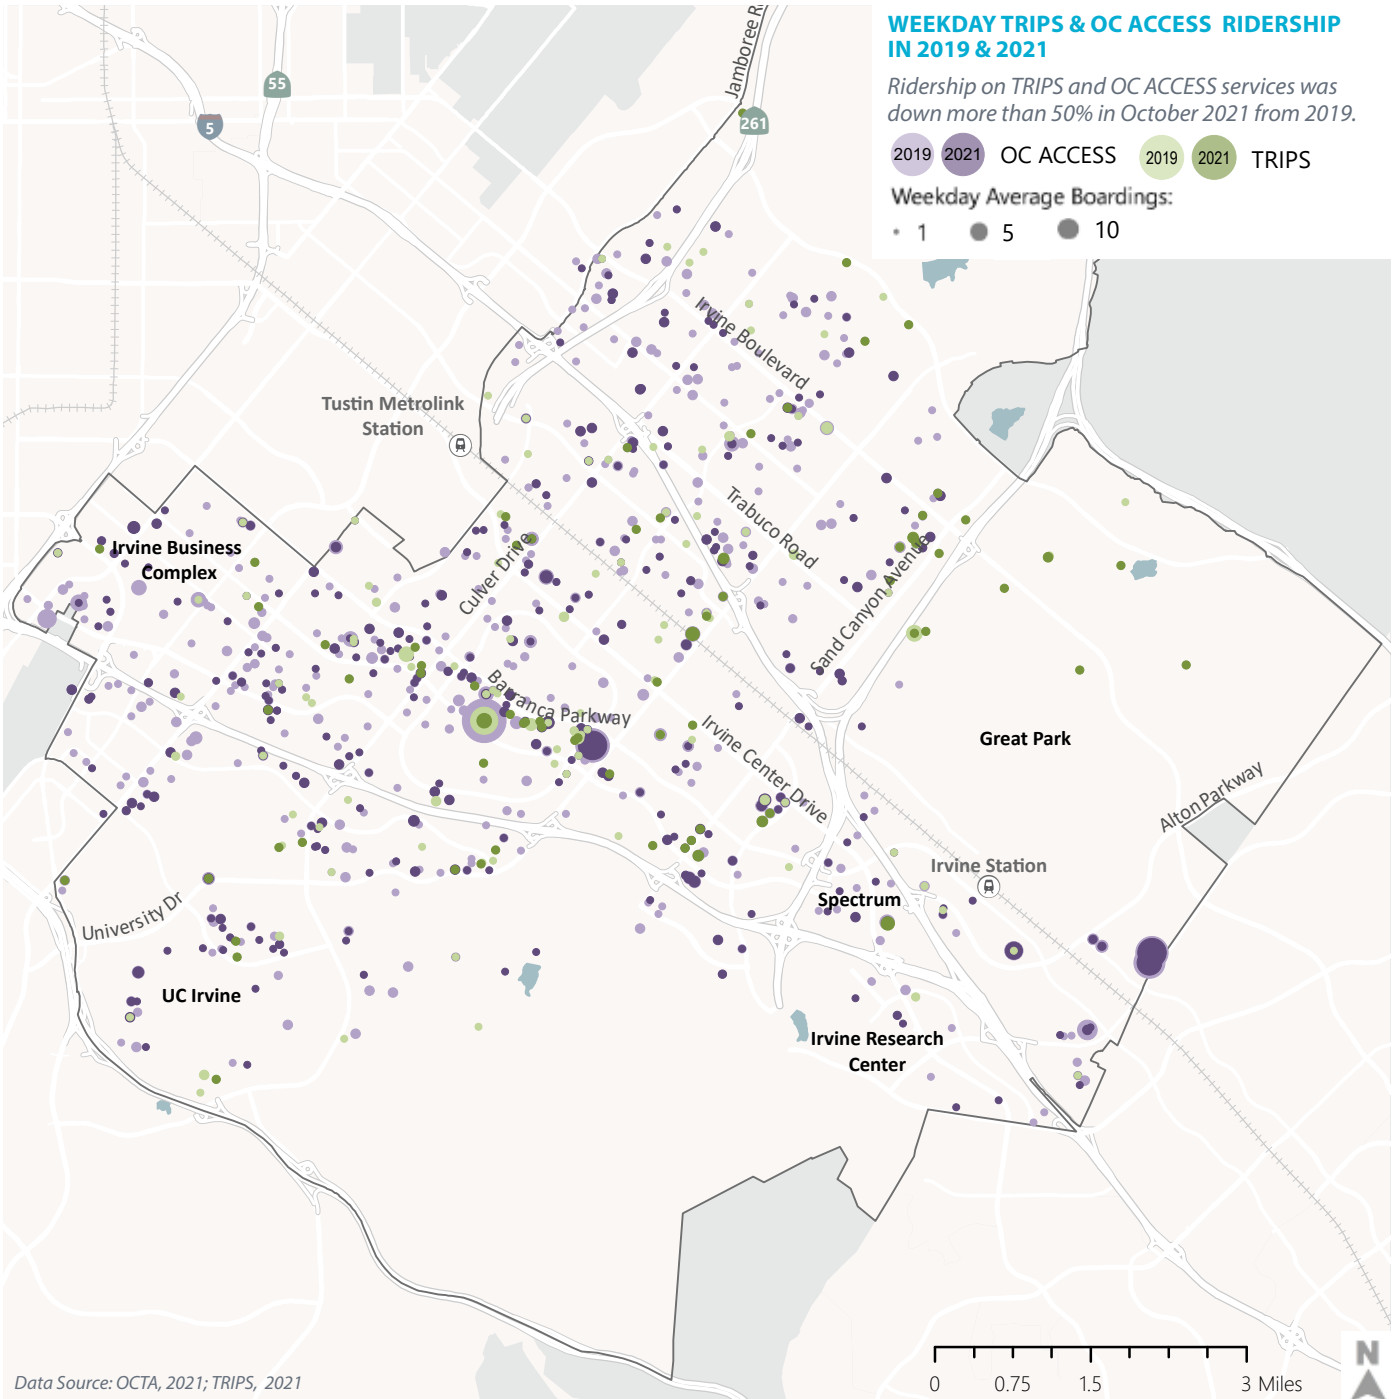 WEEKDAY TRIPS & OC ACCESS RIDERSHIP
IN 2019 & 2021
Ridership on TRIPS and OC ACCESS services was
down more than 50% in October 2021 from 2019.
2019 2021 OC ACCESS 2019 2021 TRIPS
Weekday Average Boardings:
1 5 10
55
5
261
Irvine Boulevard
Tustin Metrolink
Station
Trabuco Road
Irvine Business
Complex
Culver Drive
Sand Canyon Avenue
Barranca Parkway
Irvine Center Drive
Great Park
Alton Parkway
Irvine Station
Spectrum
University Dr
UC Irvine
Irvine Research
Center
Data Source: OCTA, 2021; TRIPS, 2021
0 0.75 1.5 3 Miles
N